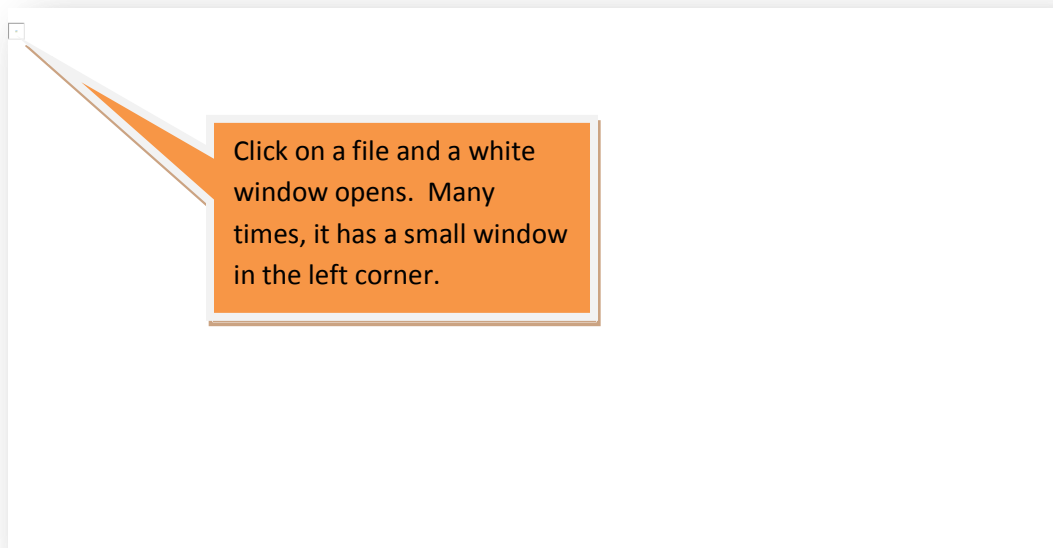 Click on a file and a white
window opens.  Many
times, it has a small window
in the left corner.